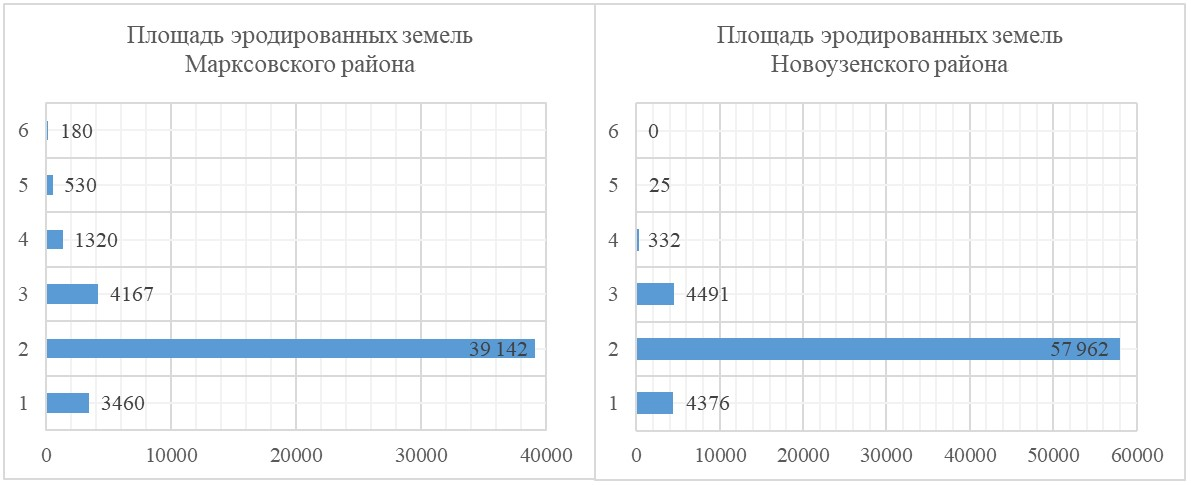 Площадь эродированных земель
Марксовского района
6 180
5 530
4 1320
3 4167
2 39 142
1 3460
0 10000 20000 30000 40000
Площадь эродированных земель
Новоузенского района
6 0
5 25
4 332
3 4491
2 57 962
1 4376
0 10000 20000 30000 40000 50000 60000